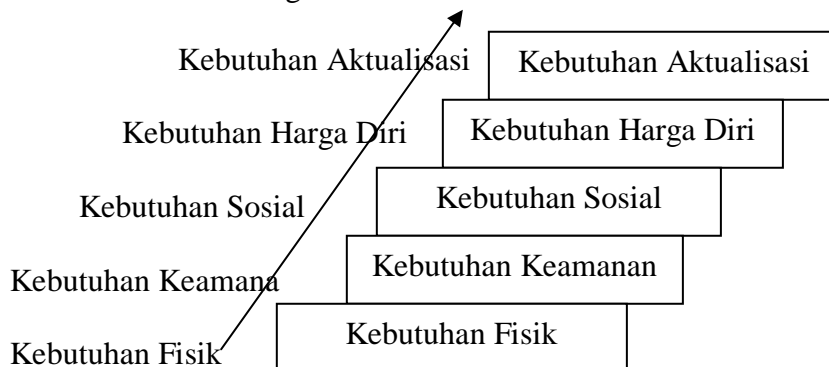 Kebutuhan Aktualisasi
Kebutuhan Aktualisasi
Kebutuhan Harga Diri
Kebutuhan Harga Diri
Kebutuhan Sosial
Kebutuhan Sosial
Kebutuhan Keamana
Kebutuhan Keamanan
Kebutuhan Fisik
Kebutuhan Fisik